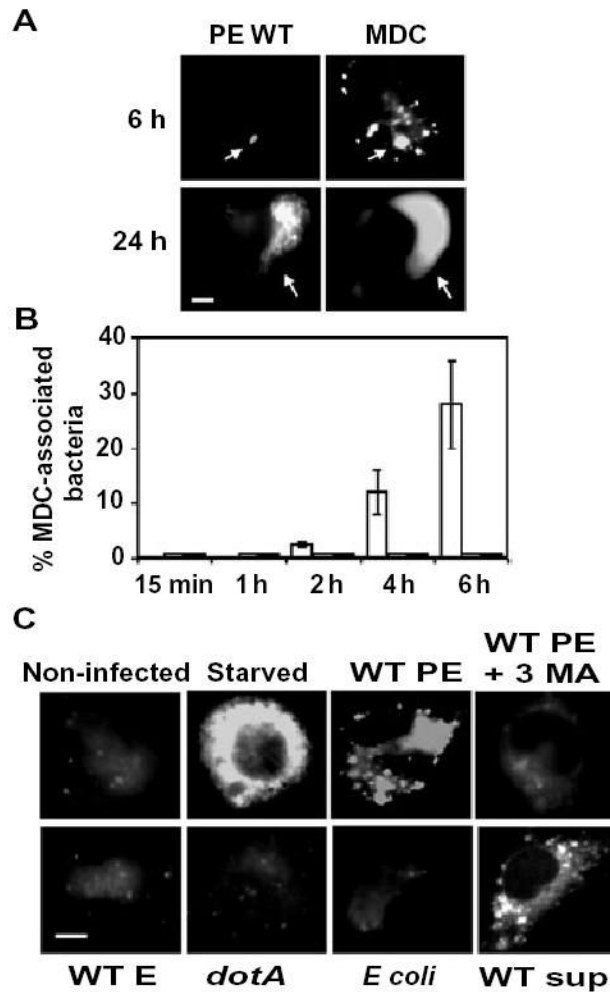 A
PE WT MDC
6 h
24 h
B
% MDC-associated
bacteria
40
30
20
10
0
15 min 1 h 2 h 4 h 6 h
C
Non-infected Starved WT PE WT PE
+ 3 MA
WT E dotA E coli WT sup